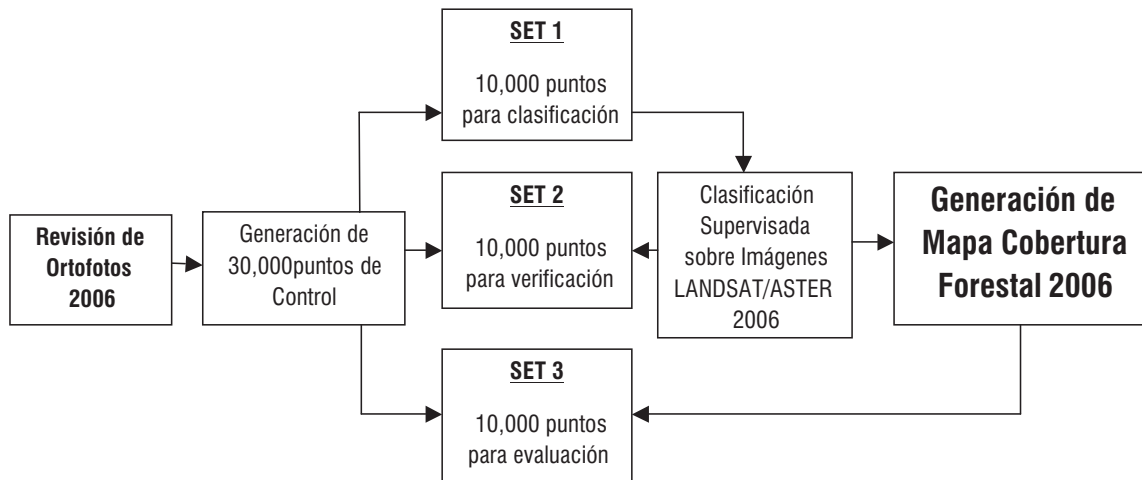 Revisión de
Ortofotos
2006
Generación de
30,000puntos de
Control
SET 1
10,000 puntos
para clasificación
SET 2
10,000 puntos
para verificación
SET 3
10,000 puntos
para evaluación
Clasificación
Supervisada
sobre Imágenes
LANDSAT/ASTER
2006
Generación de
Mapa Cobertura
Forestal 2006